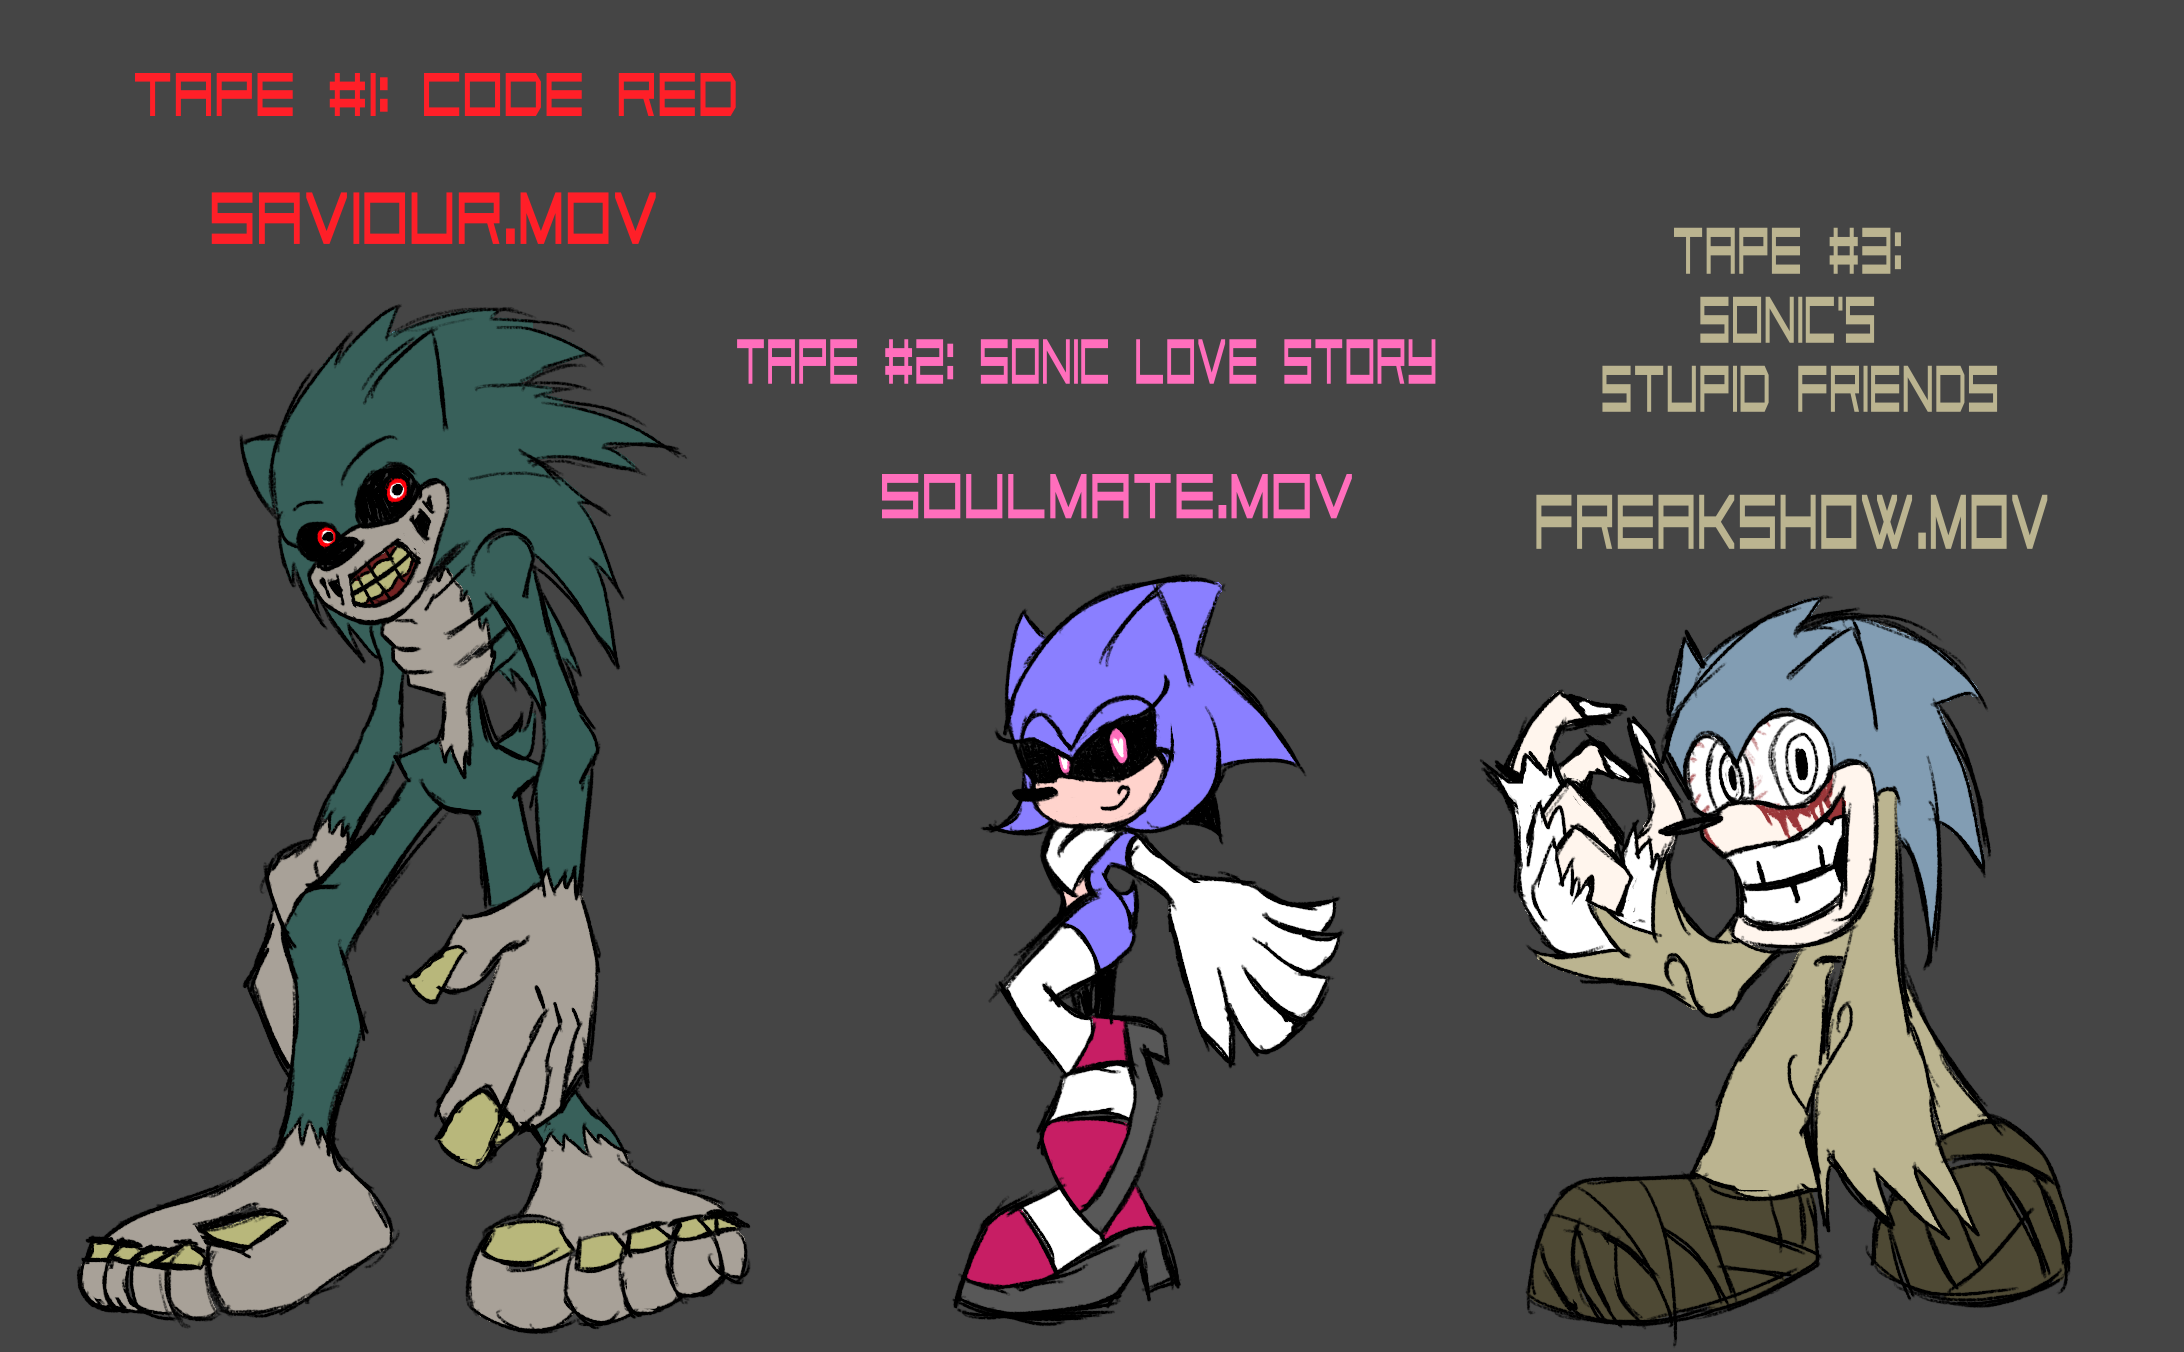 TAPE #1: CODE RED
SAVIOUR.MOV
TAPE #2: SONIC LOVE STORY
SOULMATE.MOV
TAPE #3:
SONIC'S
STUPID FRIENDS
FREAKSHOW.MOV